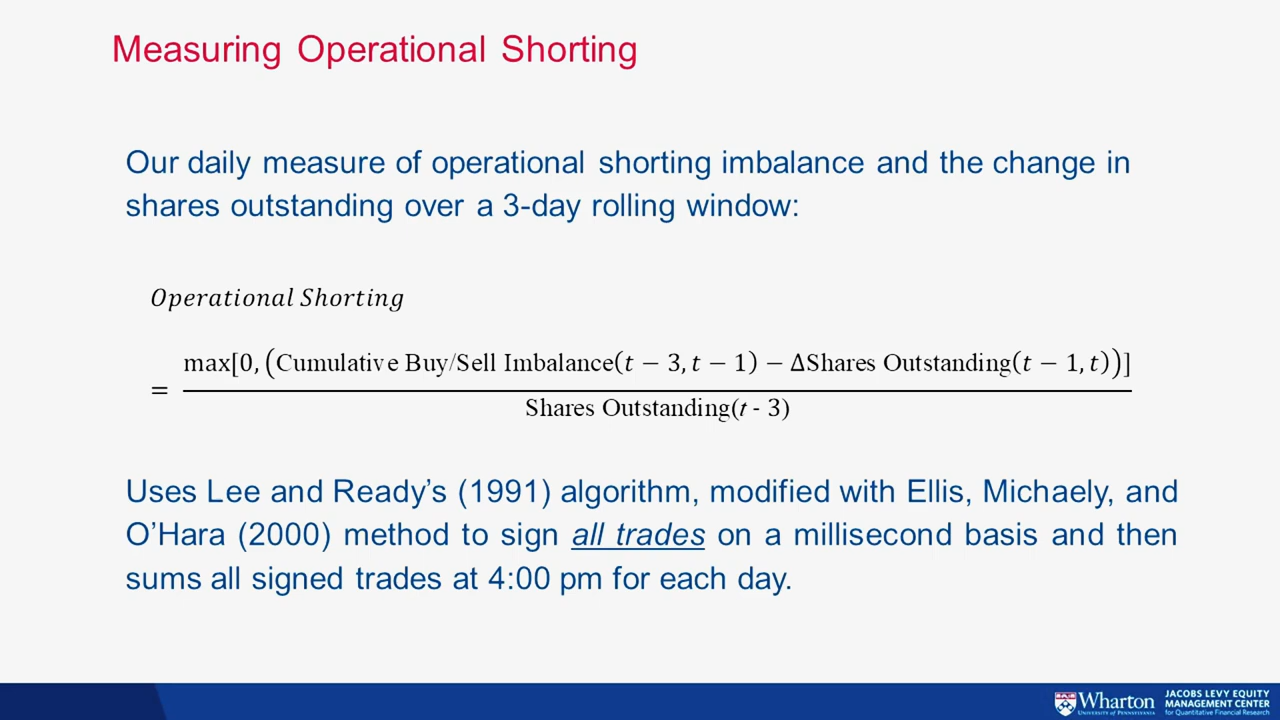 Measuring Operational Shorting
Our daily measure of operational shorting imbalance and the change in
shares outstanding over a 3-day rolling window:
Operational Shorting
= max[0, (Cumulative Buy/Sell Imbalance(t − 3, t − 1) − ΔShares Outstanding(t − 1, t))]
Shares Outstanding(t - 3)
Uses Lee and Ready’s (1991) algorithm, modified with Ellis, Michaely, and
O’Hara (2000) method to sign all trades on a millisecond basis and then
sums all signed trades at 4:00 pm for each day.
Wharton
UNIVERSITY of PENNSYLVANIA
JACOBS LEVY EQUITY
MANAGEMENT CENTER
for Quantitative Financial Research